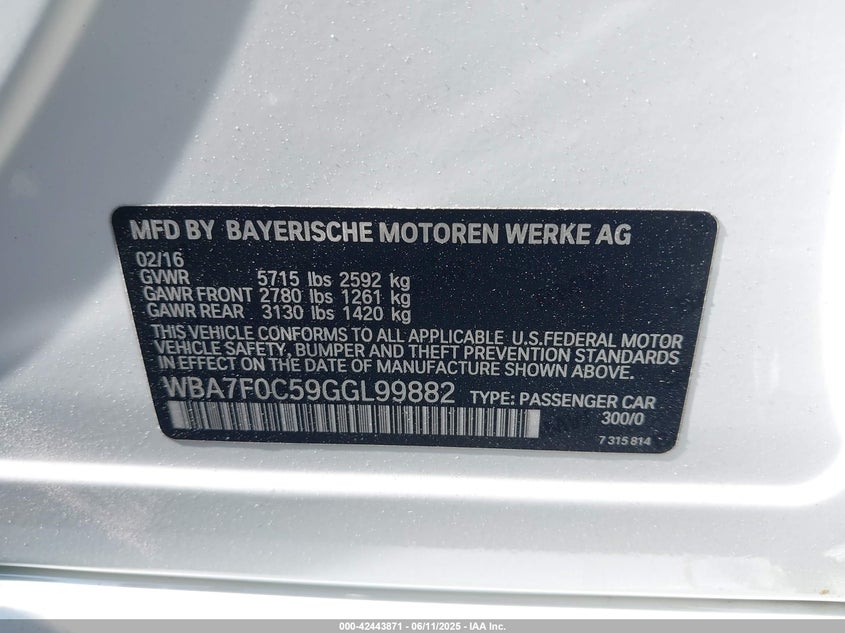 MFD BY BAYERISCHE MOTOREN WERKE AG
02/16
GVWR 5715 lbs 2592 kg
GAWR FRONT 2780 lbs 1261 kg
GAWR REAR 3130 lbs 1420 kg
THIS VEHICLE CONFORMS TO ALL APPLICABLE U.S.FEDERAL MOTOR
VEHICLE SAFETY, BUMPER AND THEFT PREVENTION STANDARDS
IN EFFECT ON THE DATE OF MANUFACTURE SHOWN ABOVE.
WBA7F0C59GGL99882 TYPE: PASSENGER CAR
300/0
7 315 814
000-42443871 - 06/11/2025 - IAA Inc.